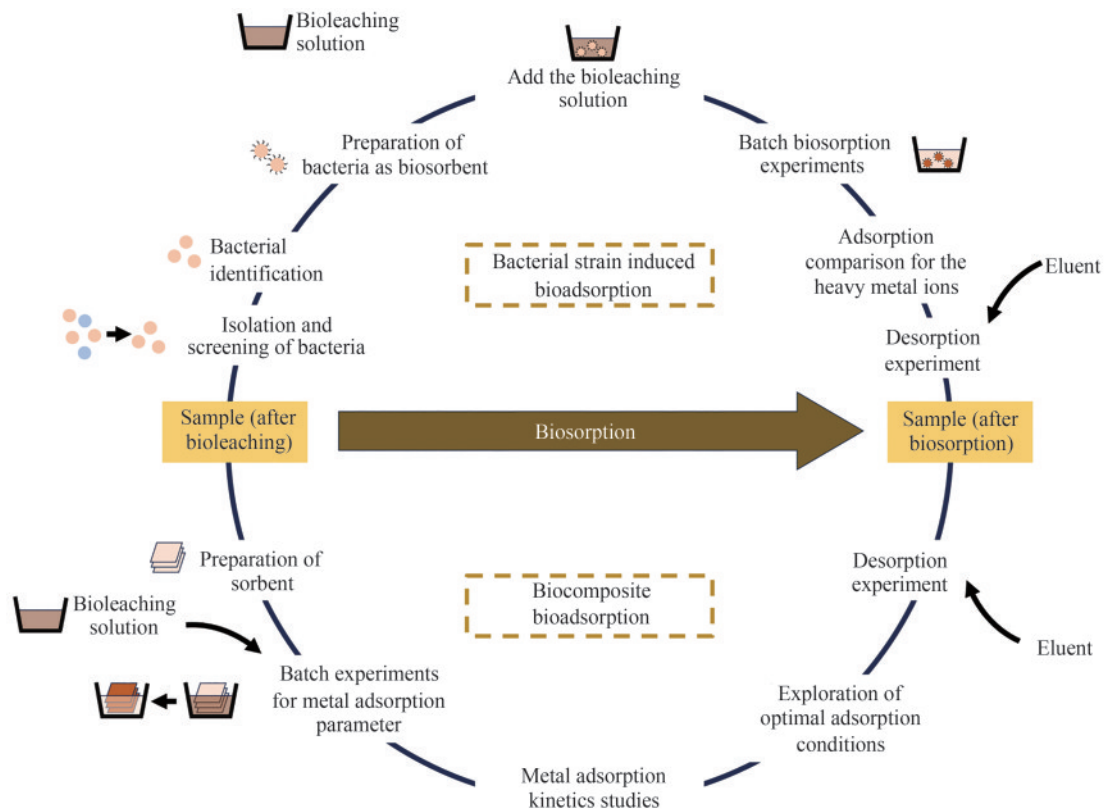 Bioleaching
solution
Add the bioleaching
solution
Preparation of
bacteria as biosorbent
Batch biosorption
experiments
Bacterial
identification
Bacterial strain induced
bioadsorption
Adsorption
comparison for the
heavy metal ions
Eluent
Isolation and
screening of bacteria
Desorption
experiment
Sample (after
bioleaching)
Biosorption
Sample (after
biosorption)
Preparation of
sorbent
Desorption
experiment
Biocomposite
bioadsorption
Bioleaching
solution
Eluent
Batch experiments
for metal adsorption
parameter
Exploration of
optimal adsorption
conditions
Metal adsorption
kinetics studies